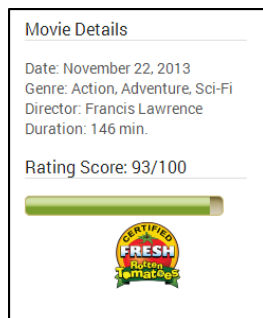 Movie Details
Date: November 22, 2013
Genre: Action, Adventure, Sci-Fi
Director: Francis Lawrence
Duration: 146 min.
Rating Score: 93/100
CERTIFIED
FRESH
Rotten
Tomatoes